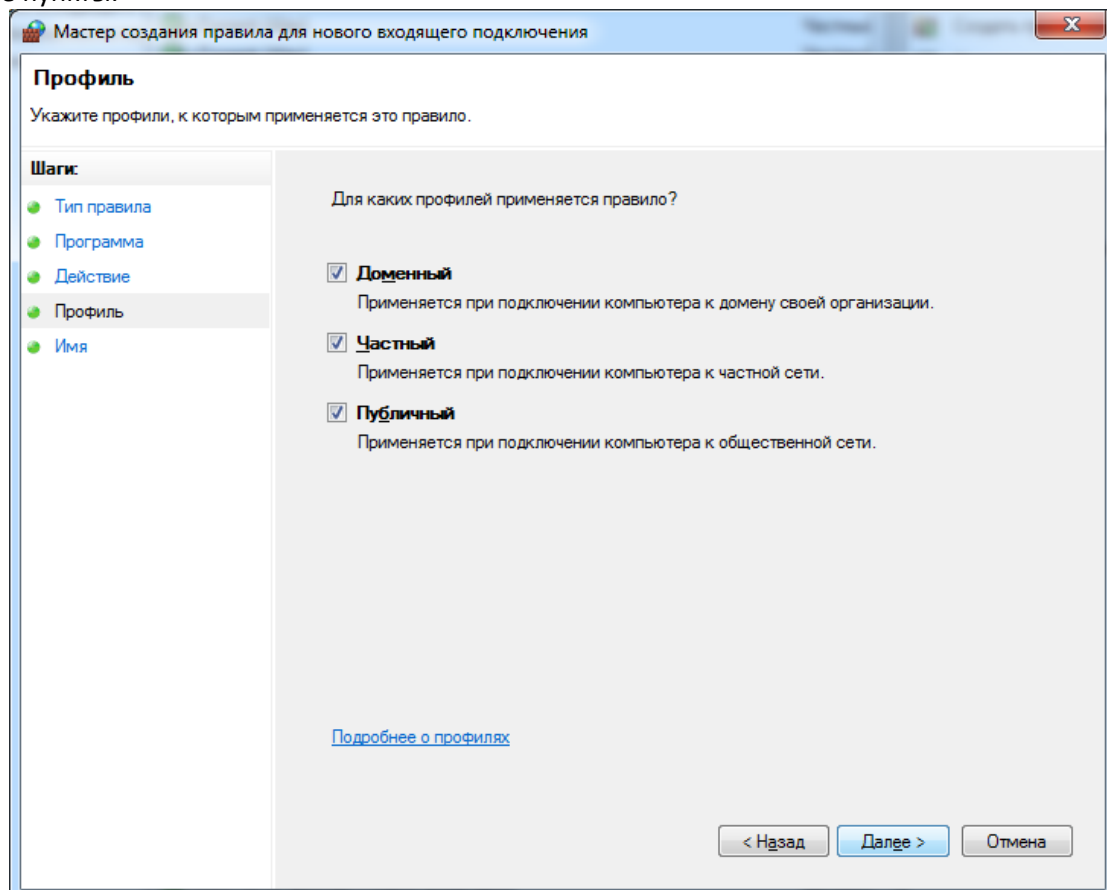 Мастер создания правила для нового входящего подключения
Профиль
Укажите профили, к которым применяется это правило.
Шаги:
Тип правила
Программа
Действие
Профиль
Имя
Для каких профилей применяется правило?
Доменный
Применяется при подключении компьютера к домену своей организации.
Частный
Применяется при подключении компьютера к частной сети.
Публичный
Применяется при подключении компьютера к общественной сети.
Подробнее о профилях
< Назад
Далее >
Отмена